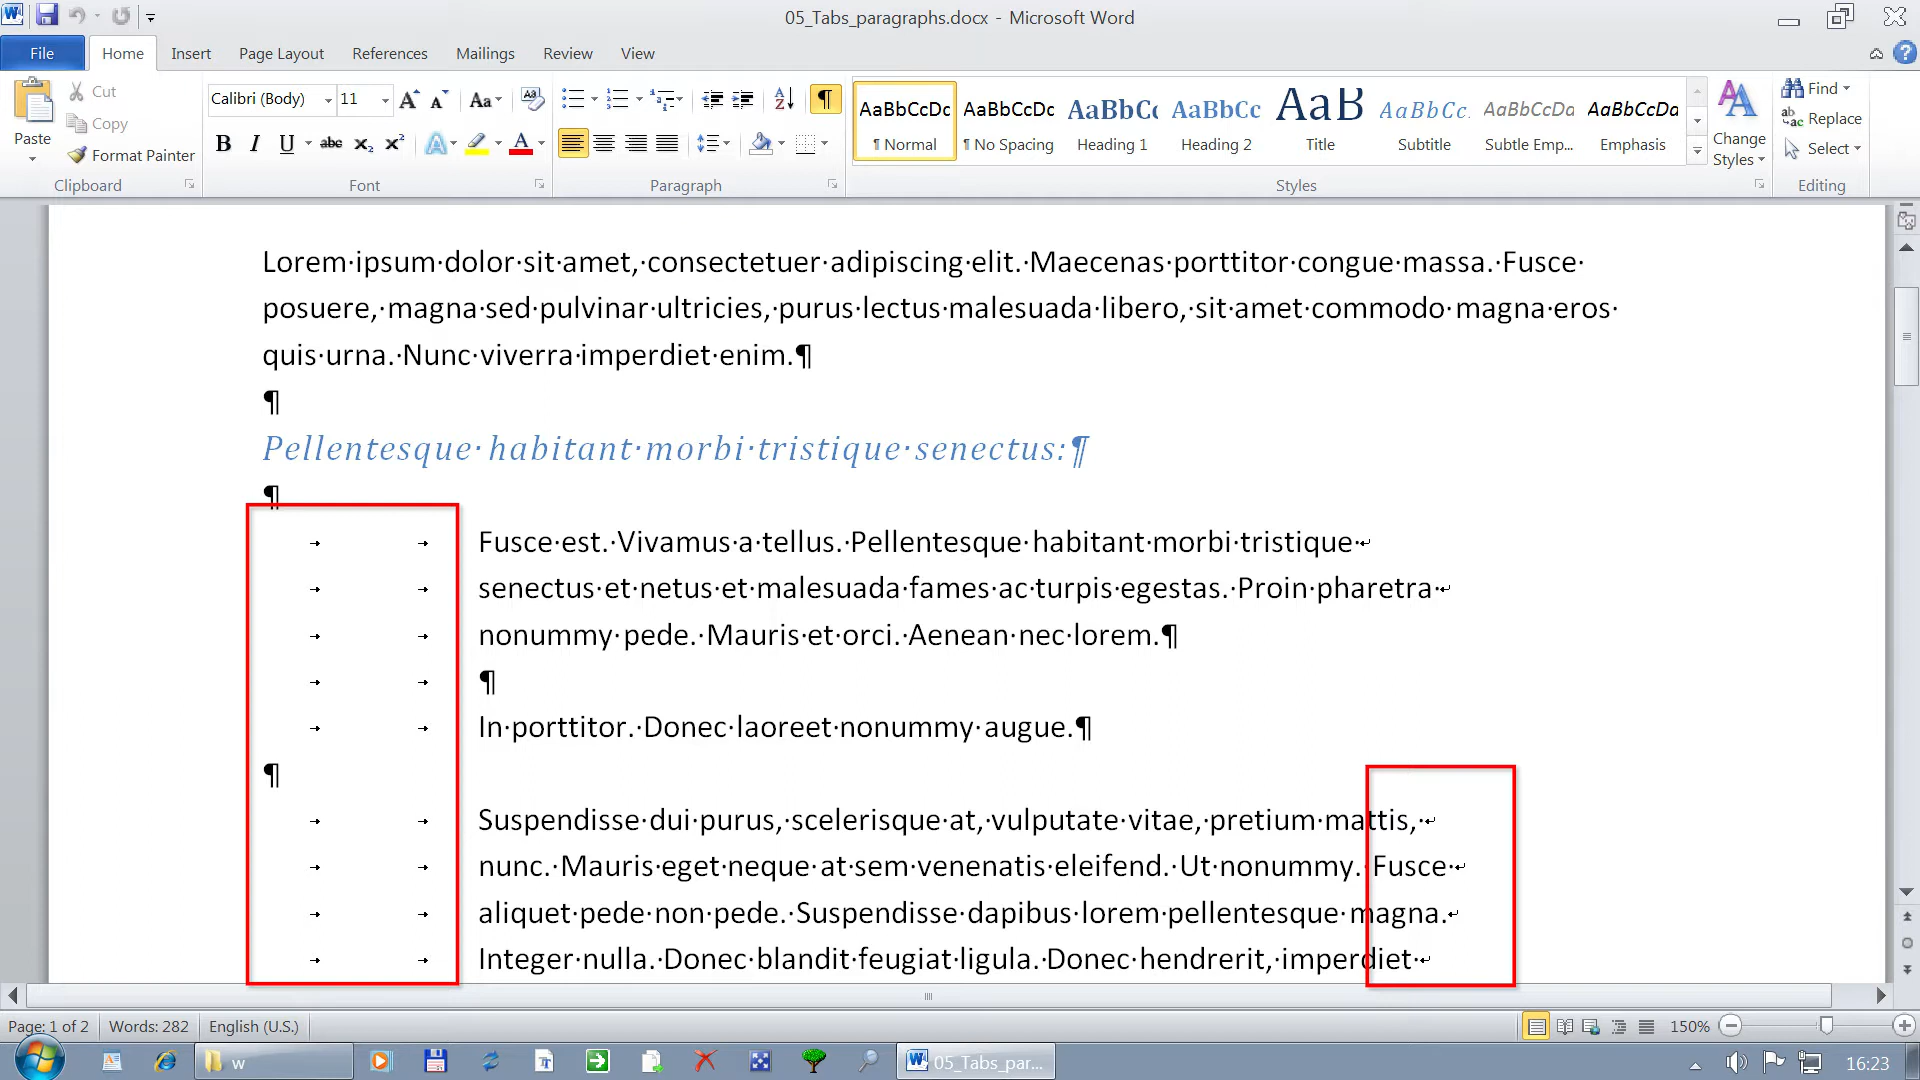 05_Tabs_paragraphs.docx - Microsoft Word
File Home Insert Page Layout References Mailings Review View
Paste
Cut
Copy
Format Painter
Clipboard
Calibri (Body) 11
Font
Paragraph
AaBbCcDc AaBbCcDc AaBbCc AaBbCc AaB AaBbCc. AaBbCcDa AaBbCcDa
¶ Normal ¶ No Spacing Heading 1 Heading 2 Title Subtitle Subtle Emp... Emphasis
Styles
Change
Styles
Find
Replace
Select
Editing
Lorem·ipsum·dolor·sit·amet,·consectetuer·adipiscing·elit.·Maecenas·porttitor·congue·massa.·Fusce·
posuere,·magna·sed·pulvinar·ultricies,·purus·lectus·malesuada·libero,·sit·amet·commodo·magna·eros·
quis·urna.·Nunc·viverra·imperdiet·enim.¶
¶
Pellentesque·habitant·morbi·tristique·senectus:¶
¶
→ → Fusce·est.·Vivamus·a·tellus.·Pellentesque·habitant·morbi·tristique·↵
→ → senectus·et·netus·et·malesuada·fames·ac·turpis·egestas.·Proin·pharetra·↵
→ → nonummy·pede.·Mauris·et·orci.·Aenean·nec·lorem.¶
→ → ¶
→ → In·porttitor.·Donec·laoreet·nonummy·augue.¶
¶
→ → Suspendisse·dui·purus,·scelerisque·at,·vulputate·vitae,·pretium·mattis,·↵
→ → nunc.·Mauris·eget·neque·at·sem·venenatis·eleifend.·Ut·nonummy.·Fusce·↵
→ → aliquet·pede·non·pede.·Suspendisse·dapibus·lorem·pellentesque·magna.↵
→ → Integer·nulla.·Donec·blandit·feugiat·ligula.·Donec·hendrerit,·imperdiet·↵
Page: 1 of 2 Words: 282 English (U.S.) 150%
w 05_Tabs_par... 16:23